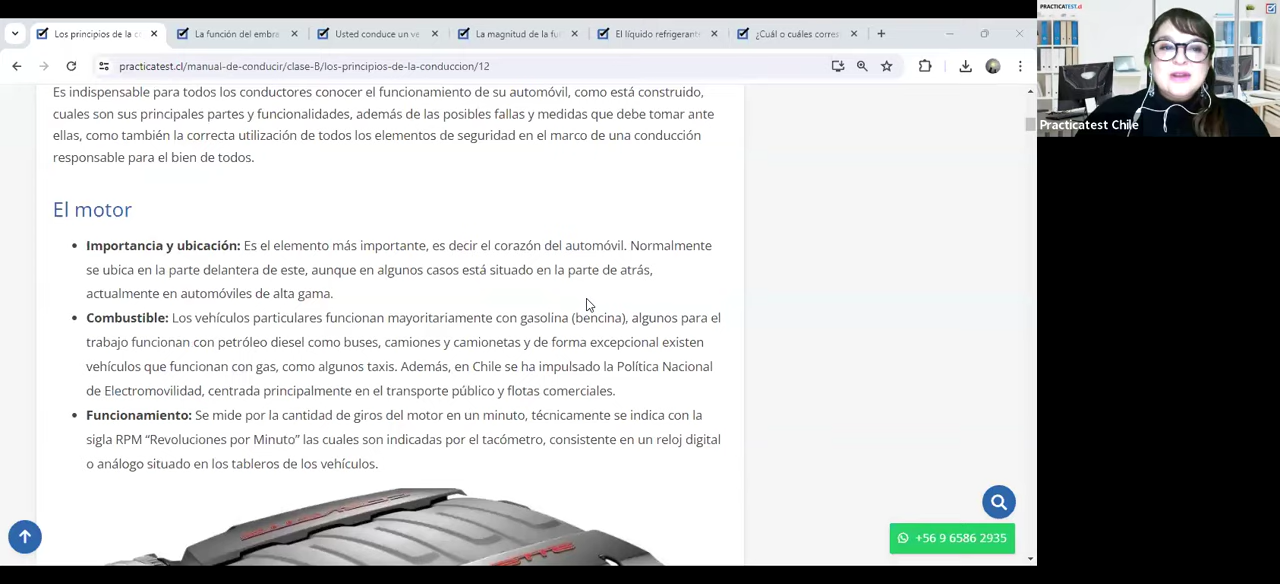 Los principios de la c
La función del embra
Usted conduce un ve
La magnitud de la fu
El líquido refrigerant
¿Cuál o cuáles corres
practicatest.cl/manual-de-conducir/clase-B/los-principios-de-la-conduccion/12
PRACTICATEST.cl
Practicatest Chile
Es indispensable para todos los conductores conocer el funcionamiento de su automóvil, como está construido,
cuales son sus principales partes y funcionalidades, además de las posibles fallas y medidas que debe tomar ante
ellas, como también la correcta utilización de todos los elementos de seguridad en el marco de una conducción
responsable para el bien de todos.
El motor
• Importancia y ubicación: Es el elemento más importante, es decir el corazón del automóvil. Normalmente
se ubica en la parte delantera de este, aunque en algunos casos está situado en la parte de atrás,
actualmente en automóviles de alta gama.
• Combustible: Los vehículos particulares funcionan mayoritariamente con gasolina (bencina), algunos para el
trabajo funcionan con petróleo diesel como buses, camiones y camionetas y de forma excepcional existen
vehículos que funcionan con gas, como algunos taxis. Además, en Chile se ha impulsado la Política Nacional
de Electromovilidad, centrada principalmente en el transporte público y flotas comerciales.
• Funcionamiento: Se mide por la cantidad de giros del motor en un minuto, técnicamente se indica con la
sigla RPM “Revoluciones por Minuto” las cuales son indicadas por el tacómetro, consistente en un reloj digital
o análogo situado en los tableros de los vehículos.
+56 9 6586 2935